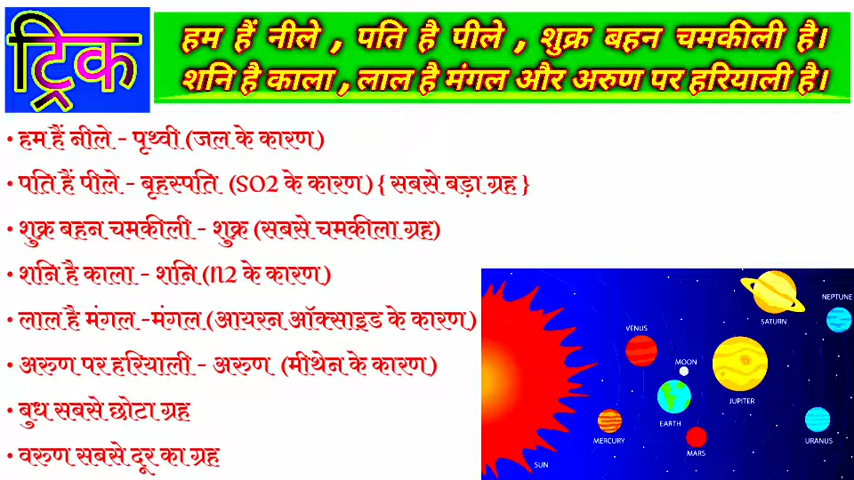 ट्रिक
हम हैं नीले , पति है पीले , शुक्र बहन चमकीली है।
शनि है काला , लाल है मंगल और अरुण पर हरियाली है।
• हम हैं नीले - पृथ्वी (जल के कारण)
• पति हैं पीले - बृहस्पति (SO2 के कारण) { सबसे बड़ा ग्रह }
• शुक्र बहन चमकीली - शुक्र (सबसे चमकीला ग्रह)
• शनि है काला - शनि (N2 के कारण)
• लाल है मंगल -मंगल (आयरन ऑक्साइड के कारण)
• अरुण पर हरियाली - अरुण (मीथेन के कारण)
• बुध सबसे छोटा ग्रह
• वरुण सबसे दूर का ग्रह
NEPTUNE
SATURN
VENUS
MOON
JUPITER
EARTH
MERCURY
MARS
URANUS
SUN